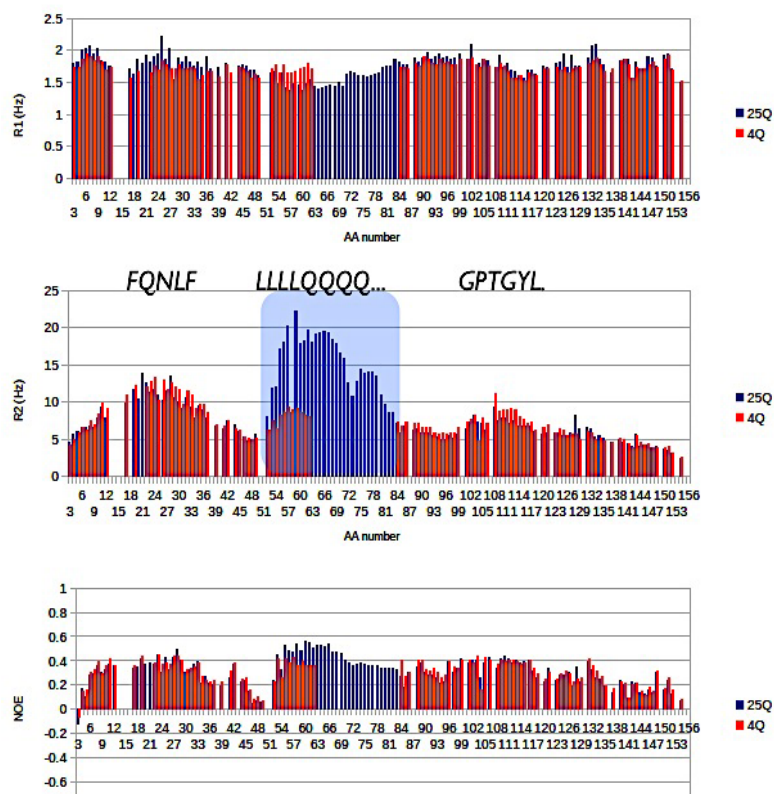 2.5
2
1.5
1
0.5
0
R1 (Hz)
25Q
4Q
6 12 18 24 30 36 42 48 54 60 66 72 78 84 90 96 102 108 114 120 126 132 138 144 150 156
3 9 15 21 27 33 39 45 51 57 63 69 75 81 87 93 99 105 111 117 123 129 135 141 147 153
AA number
FQNLF LLLLQQQQ... GPTGYL.
25
20
15
10
5
0
R2 (Hz)
25Q
4Q
6 12 18 24 30 36 42 48 54 60 66 72 78 84 90 96 102 108 114 120 126 132 138 144 150 156
3 9 15 21 27 33 39 45 51 57 63 69 75 81 87 93 99 105 111 117 123 129 135 141 147 153
AA number
1
0.8
0.6
0.4
0.2
0
-0.2
-0.4
-0.6
NOE
25Q
4Q
6 12 18 24 30 36 42 48 54 60 66 72 78 84 90 96 102 108 114 120 126 132 138 144 150 156
3 9 15 21 27 33 39 45 51 57 63 69 75 81 87 93 99 105 111 117 123 129 135 141 147 153